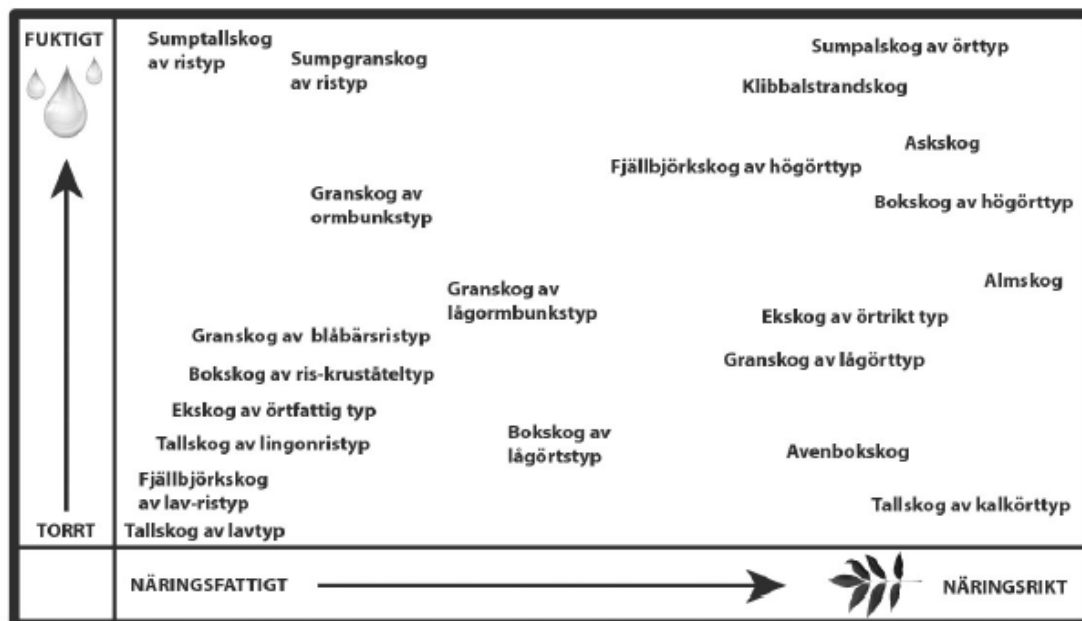 FUKTIGT
Sumptallskog
av ristyp
Sumpgranskog
av ristyp
Sumpalskog av örttyp
Klibbalstrandskog
Askskog
Fjällbjörkskog av högörttyp
Granskog av
ormbunkstyp
Bokskog av högörttyp
Almskog
Granskog av
lågormbunkstyp
Ekskog av örtrikt typ
Granskog av blåbärsristyp
Granskog av lågörttyp
Bokskog av ris-kruståteltyp
Ekskog av örtfattig typ
Tallskog av lingonristyp
Bokskog av
lågörtstyp
Avenbokskog
Fjällbjörkskog
av lav-ristyp
Tallskog av kalkörttyp
TORRT
Tallskog av lavtyp
NÄRINGSFATTIGT
NÄRINGSRIKT